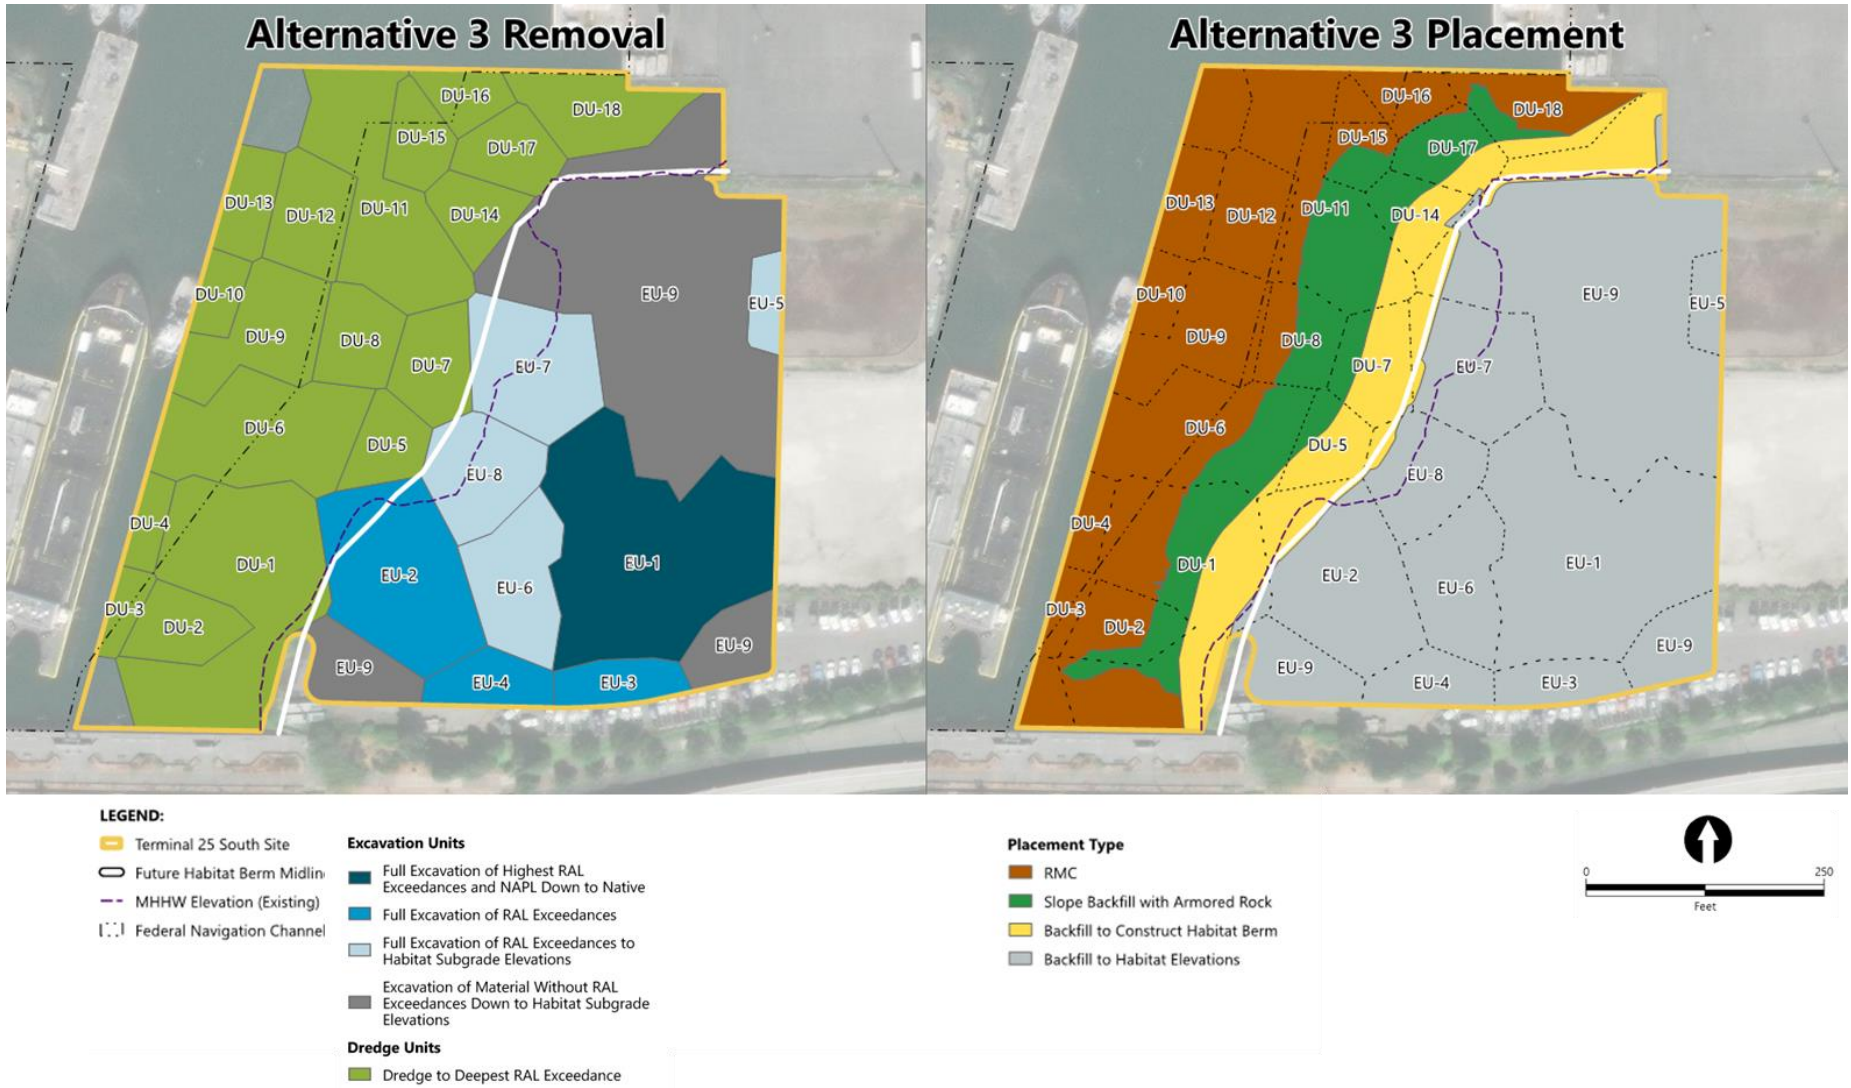 Alternative 3 Removal
DU-16
DU-18
DU-15
DU-17
DU-13
DU-12
DU-11
DU-14
DU-10
EU-9
EU-5
DU-9
DU-8
DU-7
EU-7
DU-6
DU-5
EU-8
DU-4
DU-1
EU-2
EU-1
EU-6
DU-3
DU-2
EU-9
EU-9
EU-4
EU-3
Alternative 3 Placement
DU-16
DU-18
DU-15
DU-17
DU-13
DU-12
DU-11
DU-14
DU-10
EU-9
EU-5
DU-9
DU-8
DU-7
EU-7
DU-6
DU-5
EU-8
DU-4
DU-1
EU-2
EU-1
EU-6
DU-3
DU-2
EU-9
EU-9
EU-4
EU-3
LEGEND:
Terminal 25 South Site
Future Habitat Berm Midlin
MHHW Elevation (Existing)
Federal Navigation Channel
Excavation Units
Full Excavation of Highest RAL
Exceedances and NAPL Down to Native
Full Excavation of RAL Exceedances
Full Excavation of RAL Exceedances to
Habitat Subgrade Elevations
Excavation of Material Without RAL
Exceedances Down to Habitat Subgrade
Elevations
Dredge Units
Dredge to Deepest RAL Exceedance
Placement Type
RMC
Slope Backfill with Armored Rock
Backfill to Construct Habitat Berm
Backfill to Habitat Elevations
0 250
Feet